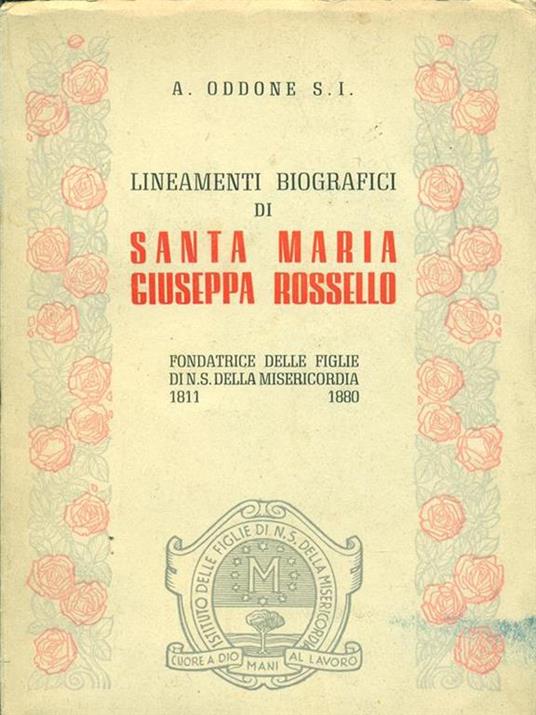 A. ODDONE S. I.
LINEAMENTI BIOGRAFICI
DI
SANTA MARIA
GIUSEPPA ROSSELLO
FONDATRICE DELLE FIGLIE
DI N.S. DELLA MISERICORDIA
1811 1880
ISTITUTO DELLE FIGLIE DI N.S. DELLA MISERICORDIA
M
CUORE A DIO MANI AL LAVORO